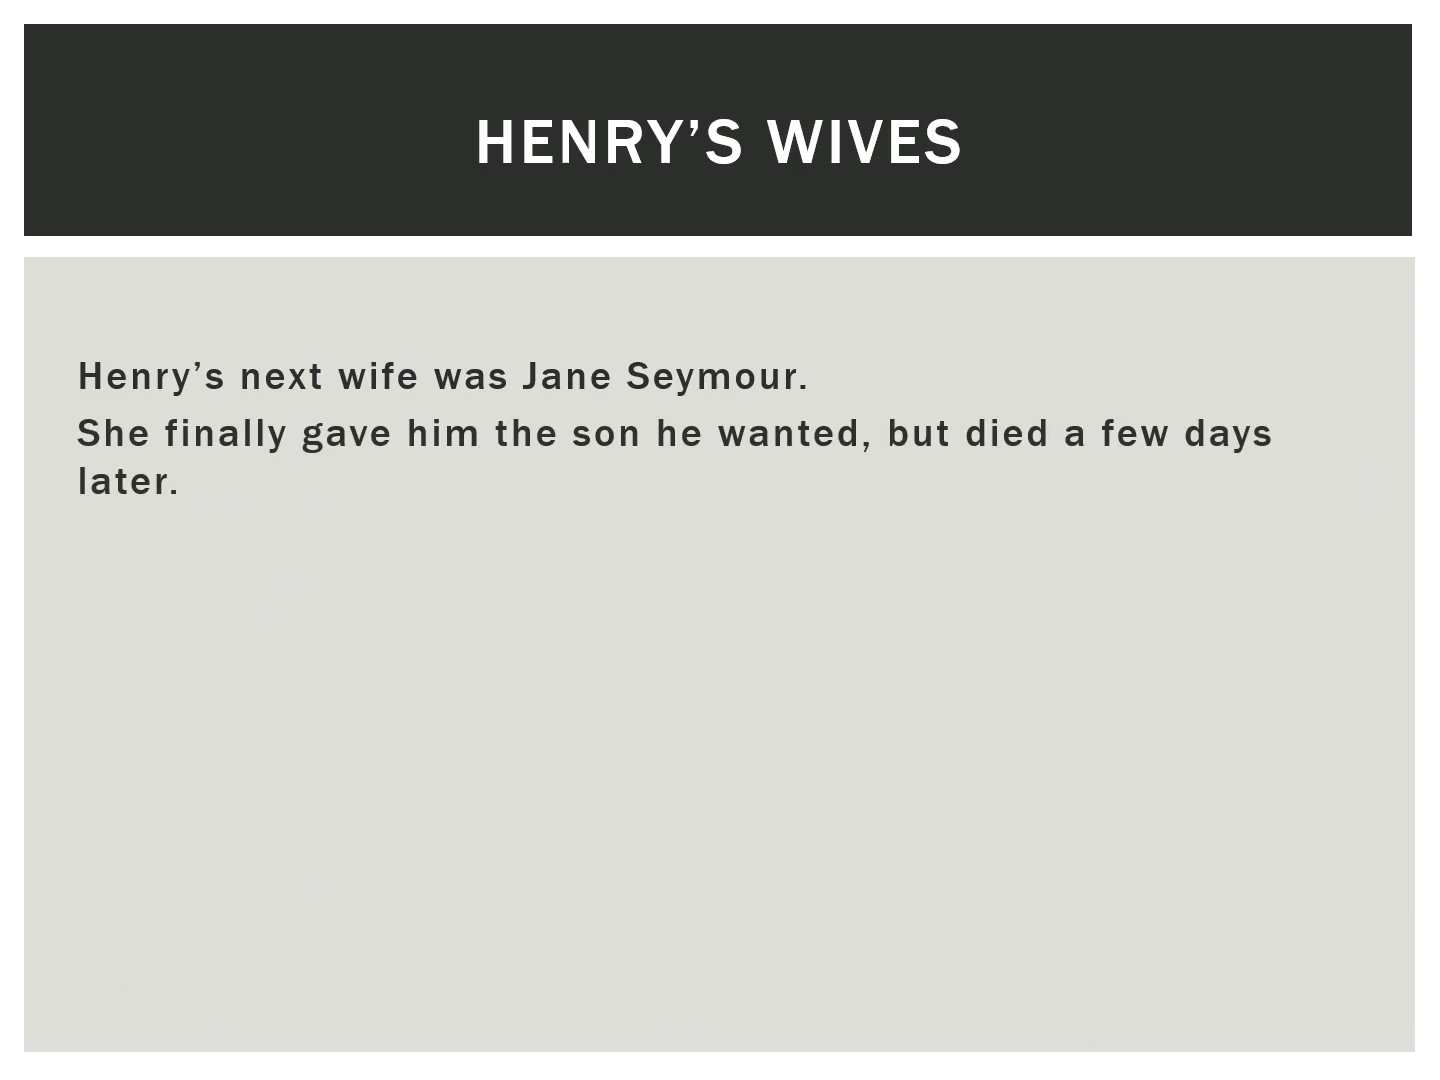 HENRY’S WIVES
Henry’s next wife was Jane Seymour.
She finally gave him the son he wanted, but died a few days
later.